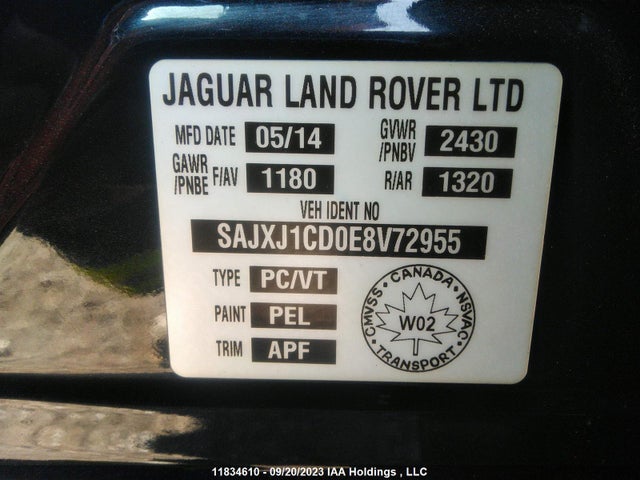 JAGUAR LAND ROVER LTD
MFD DATE 05/14 GVWR /PNBV 2430
GAWR /PNBE F/AV 1180 R/AR 1320
VEH IDENT NO
SAJXJ1CD0E8V72955
TYPE PC/VT
PAINT PEL
TRIM APF
CANADA
CMVSS NSVAC
W02
TRANSPORT
11834610 - 09/20/2023 IAA Holdings , LLC